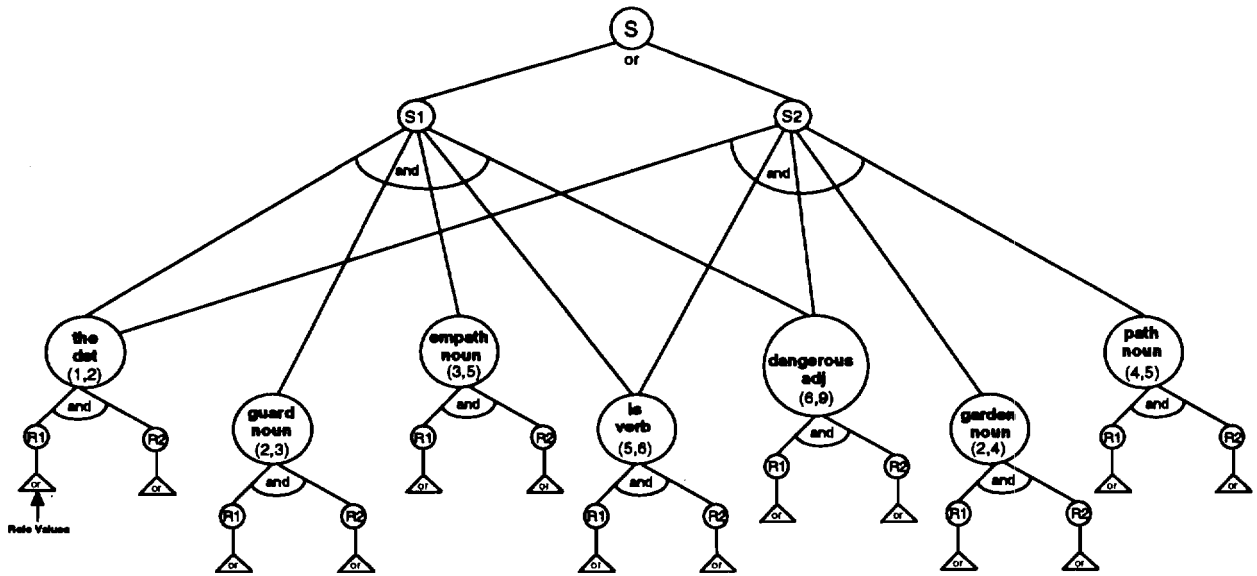 S
or
S1
S2
and
and
the
det
(1,2)
empath
noun
(3,5)
dangerous
adj
(6,9)
path
noun
(4,5)
guard
noun
(2,3)
is
verb
(5,6)
garden
noun
(2,4)
and
R1
R2
or
or
Role Values
and
R1
R2
or
or
and
R1
R2
or
or
and
R1
R2
or
or
and
R1
R2
or
or
and
R1
R2
or
or
and
R1
R2
or
or